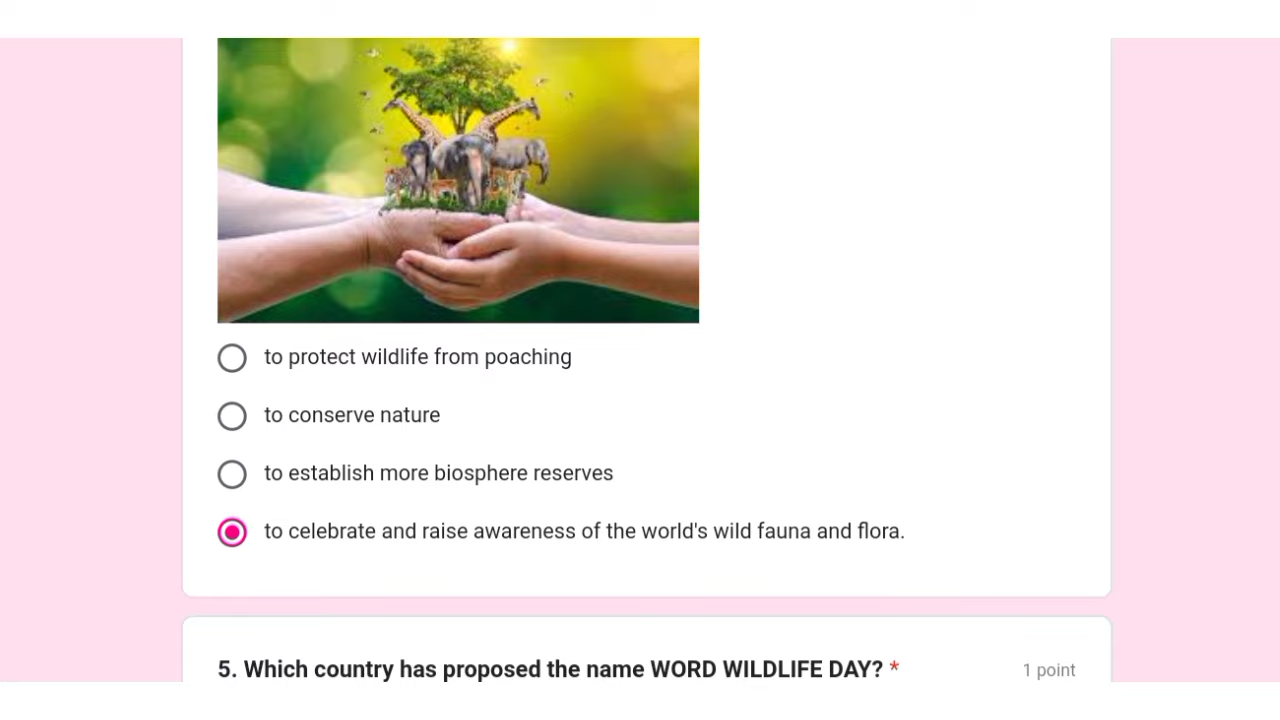 to protect wildlife from poaching
to conserve nature
to establish more biosphere reserves
to celebrate and raise awareness of the world's wild fauna and flora.
5. Which country has proposed the name WORD WILDLIFE DAY? * 1 point